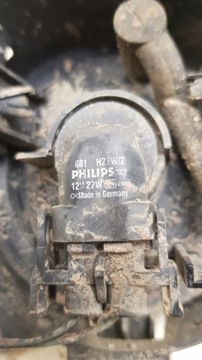 881 H27W/2
PHILIPS
12V 27W
Made in Germany